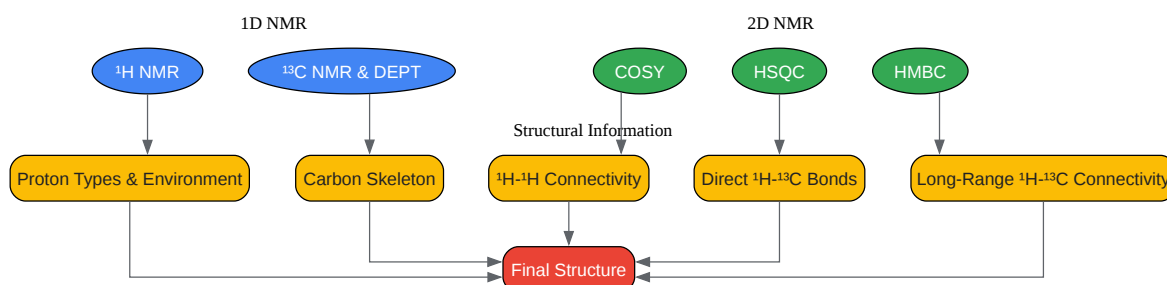 1D NMR
2D NMR
¹H NMR
¹³C NMR & DEPT
COSY
HSQC
HMBC
Structural Information
Proton Types & Environment
Carbon Skeleton
¹H-¹H Connectivity
Direct ¹H-¹³C Bonds
Long-Range ¹H-¹³C Connectivity
Final Structure